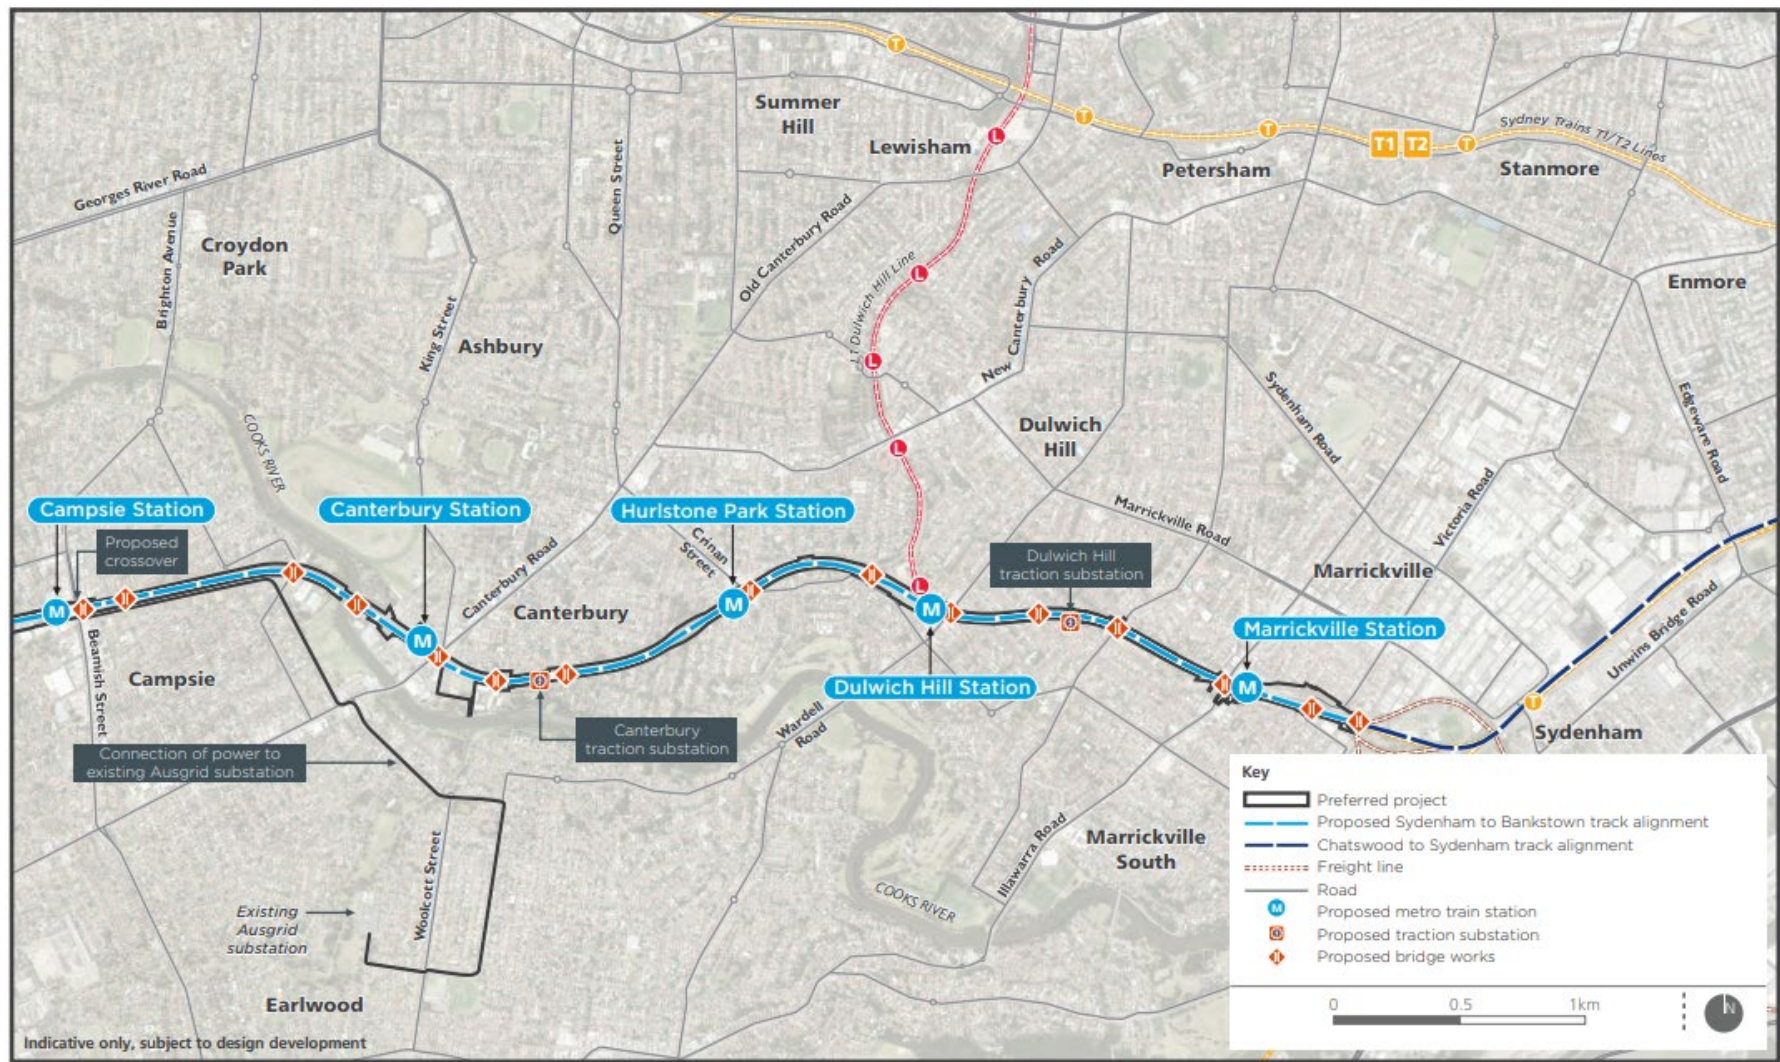 Summer
Hill
Lewisham
T
T
T
T1 T2
T
Sydney Trains T1/T2 Lines
Petersham
Stanmore
L
Georges River Road
Queen Street
Croydon
Park
Brighton Avenue
Old Canterbury Road
L
L1 Dulwich Hill Line
New Canterbury Road
Enmore
King Street
Ashbury
L
Sydenham Road
Edgeware Road
COOKS RIVER
Dulwich
Hill
L
Victoria Road
Campsie Station
Canterbury Station
Hurlstone Park Station
Marrickville Road
Proposed
crossover
Crinan
Street
Canterbury Road
Dulwich Hill
traction substation
Marrickville
L
M
Beamish Street
M
Canterbury
M
M
Marrickville Station
Unwins Bridge Road
Campsie
Dulwich Hill Station
M
T
Sydenham
Wardell
Road
Canterbury
traction substation
Connection of power to
existing Ausgrid substation
Woolcott Street
Illawarra Road
Marrickville
South
COOKS RIVER
Existing
Ausgrid
substation
Earlwood
Key
Preferred project
Proposed Sydenham to Bankstown track alignment
Chatswood to Sydenham track alignment
Freight line
Road
M
Proposed metro train station
Proposed traction substation
Proposed bridge works
0 0.5 1km
N
Indicative only, subject to design development